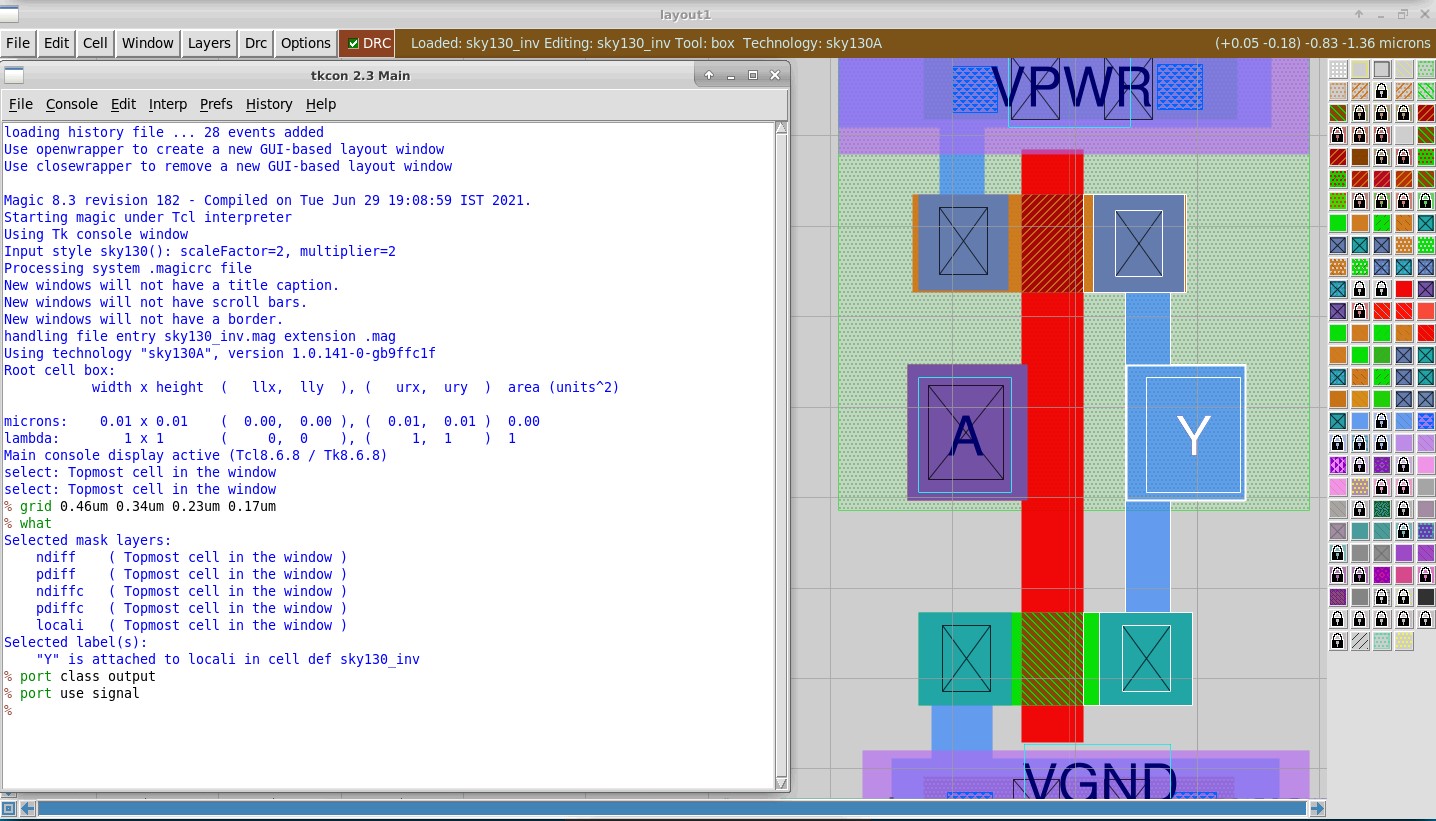 layout1
File Edit Cell Window Layers Drc Options DRC Loaded: sky130_inv Editing: sky130_inv Tool: box Technology: sky130A (+0.05 -0.18) -0.83 -1.36 microns
tkcon 2.3 Main
File Console Edit Interp Prefs History Help
loading history file ... 28 events added
Use openwrapper to create a new GUI-based layout window
Use closewrapper to remove a new GUI-based layout window
Magic 8.3 revision 182 - Compiled on Tue Jun 29 19:08:59 IST 2021.
Starting magic under Tcl interpreter
Using Tk console window
Input style sky130(): scaleFactor=2, multiplier=2
Processing system .magicrc file
New windows will not have a title caption.
New windows will not have scroll bars.
New windows will not have a border.
handling file entry sky130_inv.mag extension .mag
Using technology "sky130A", version 1.0.141-0-gb9ffc1f
Root cell box:
width x height ( llx, lly ), ( urx, ury ) area (units^2)
microns: 0.01 x 0.01 ( 0.00, 0.00 ), ( 0.01, 0.01 ) 0.00
lambda: 1 x 1 ( 0, 0 ), ( 1, 1 ) 1
Main console display active (Tcl8.6.8 / Tk8.6.8)
select: Topmost cell in the window
select: Topmost cell in the window
% grid 0.46um 0.34um 0.23um 0.17um
% what
Selected mask layers:
ndiff ( Topmost cell in the window )
pdiff ( Topmost cell in the window )
ndiffc ( Topmost cell in the window )
pdiffc ( Topmost cell in the window )
locali ( Topmost cell in the window )
Selected label(s):
"Y" is attached to locali in cell def sky130_inv
% port class output
% port use signal
%
VPWR
A
Y
VGND